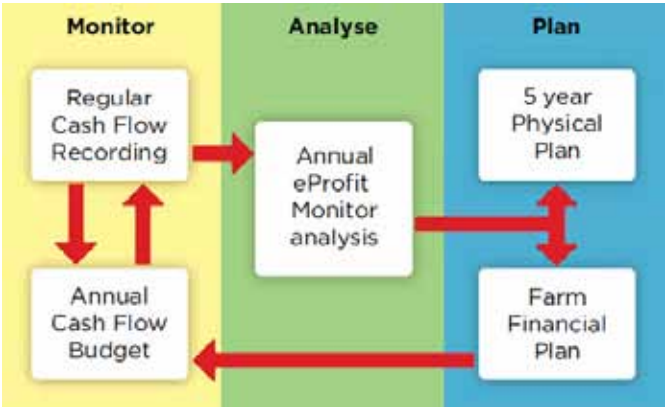 Monitor
Analyse
Plan
Regular
Cash Flow
Recording
Annual
Cash Flow
Budget
Annual
eProfit
Monitor
analysis
5 year
Physical
Plan
Farm
Financial
Plan